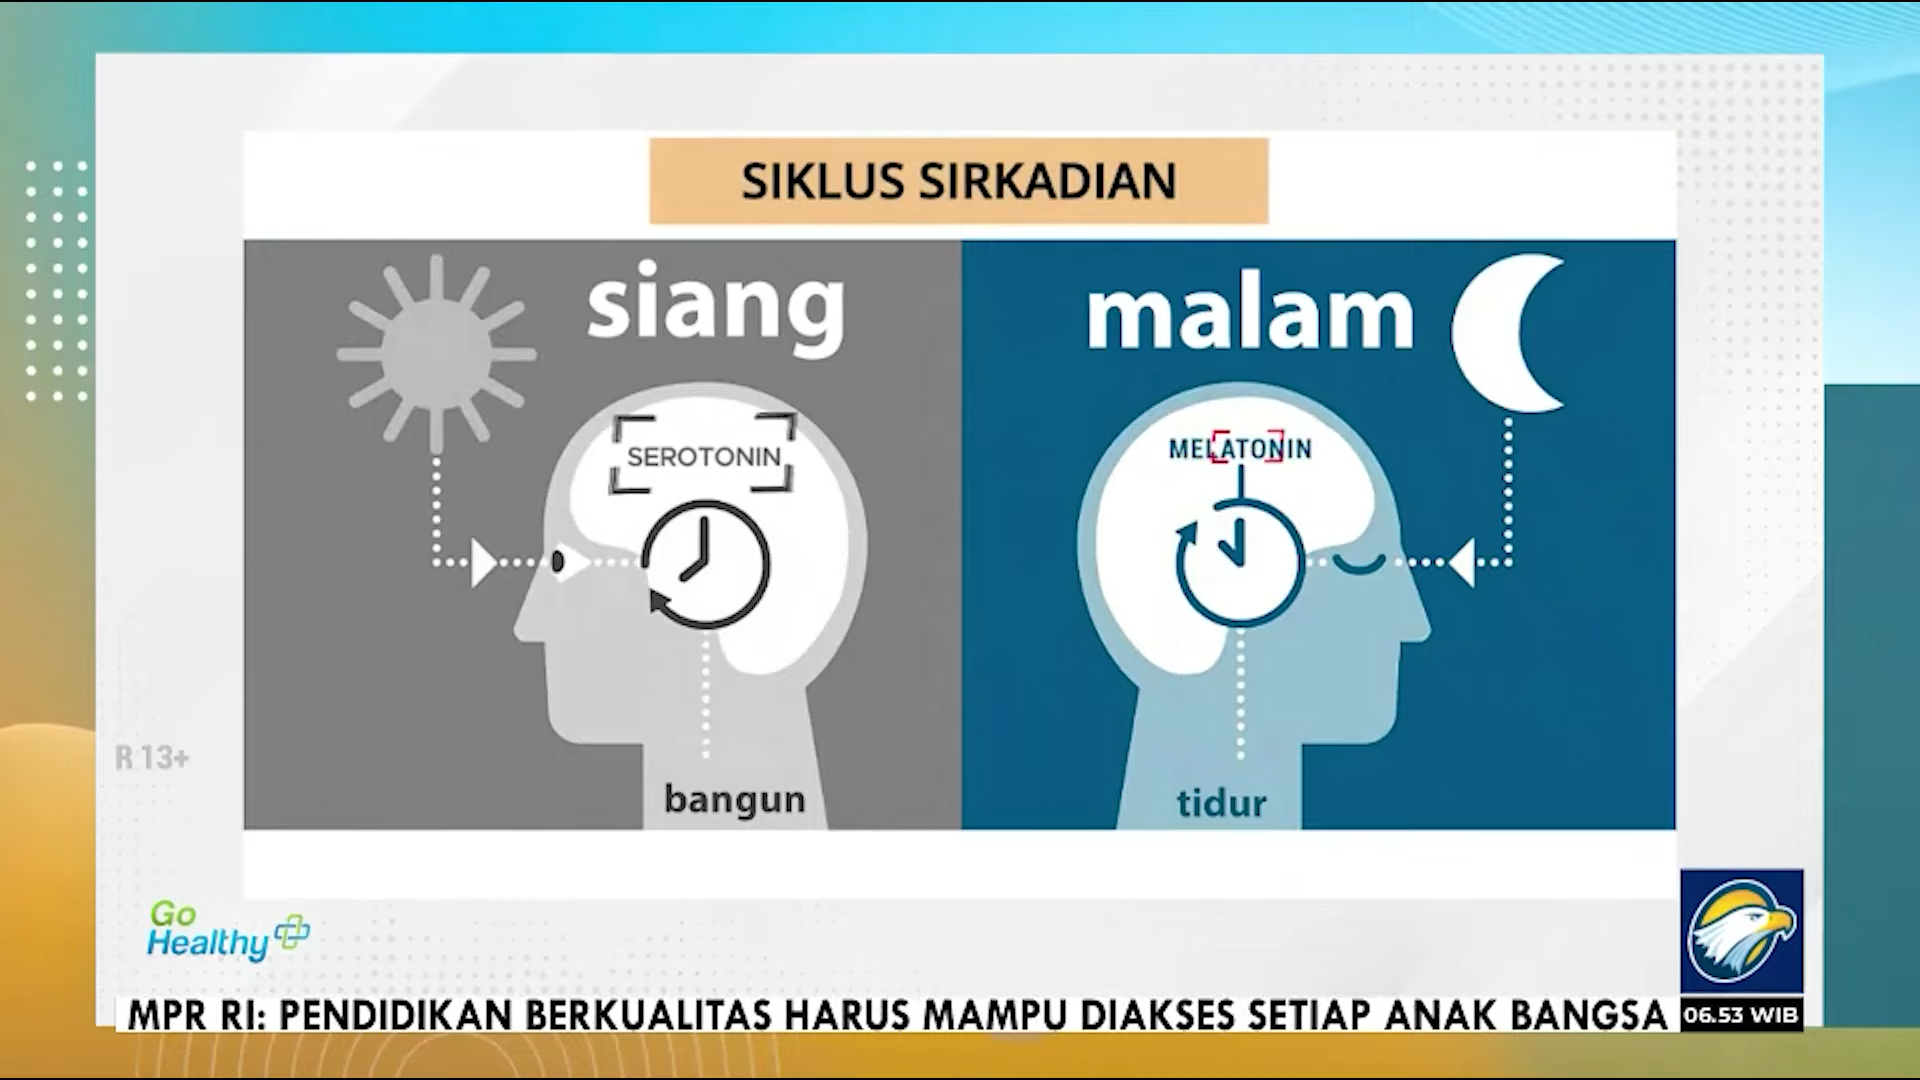 SIKLUS SIRKADIAN
siang
malam
SEROTONIN
MELATONIN
bangun
tidur
R 13+
Go
Healthy
MPR RI: PENDIDIKAN BERKUALITAS HARUS MAMPU DIAKSES SETIAP ANAK BANGSA
06.53 WIB